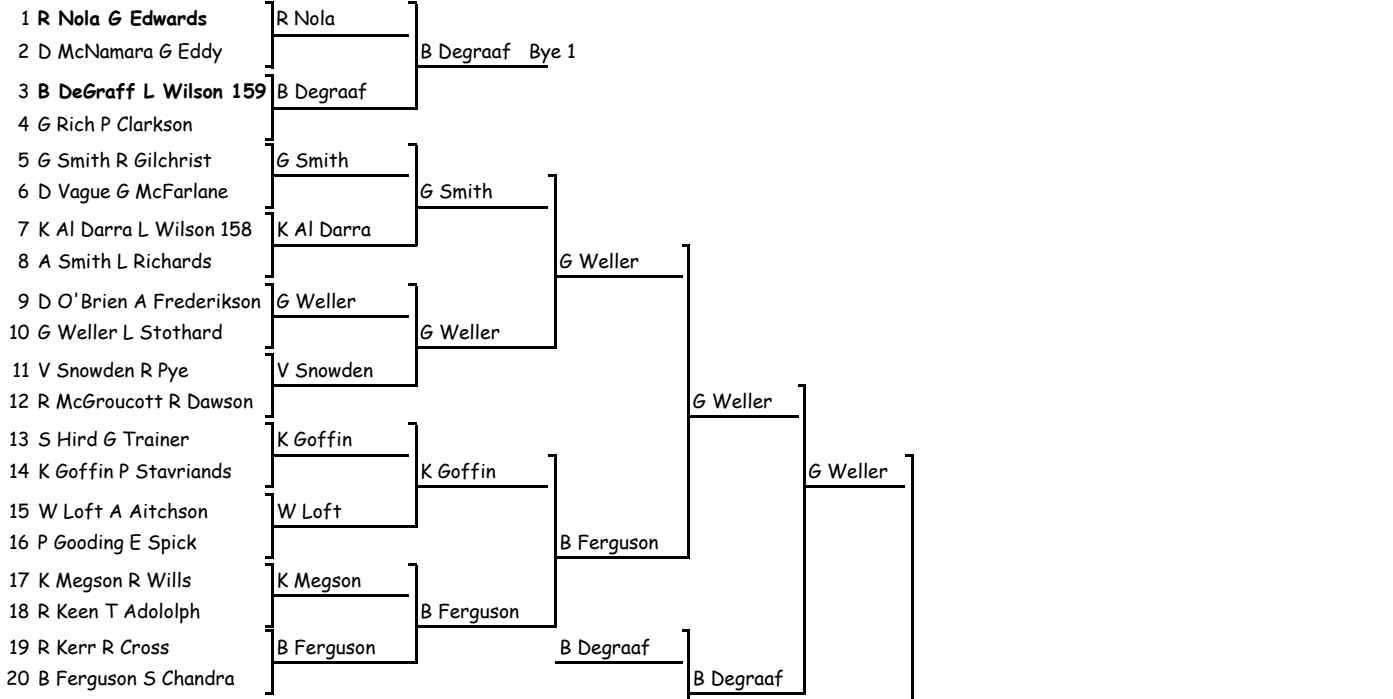 1 R Nola G Edwards
R Nola
2 D McNamara G Eddy
B Degraaf Bye 1
3 B DeGraff L Wilson 159
B Degraaf
4 G Rich P Clarkson
5 G Smith R Gilchrist
G Smith
6 D Vague G McFarlane
G Smith
7 K Al Darra L Wilson 158
K Al Darra
8 A Smith L Richards
G Weller
9 D O'Brien A Frederikson
G Weller
10 G Weller L Stothard
G Weller
11 V Snowden R Pye
V Snowden
12 R McGroucott R Dawson
G Weller
13 S Hird G Trainer
K Goffin
14 K Goffin P Stavriands
K Goffin
G Weller
15 W Loft A Aitchson
W Loft
16 P Gooding E Spick
B Ferguson
17 K Megson R Wills
K Megson
18 R Keen T Adololph
B Ferguson
19 R Kerr R Cross
B Ferguson
B Degraaf
20 B Ferguson S Chandra
B Degraaf